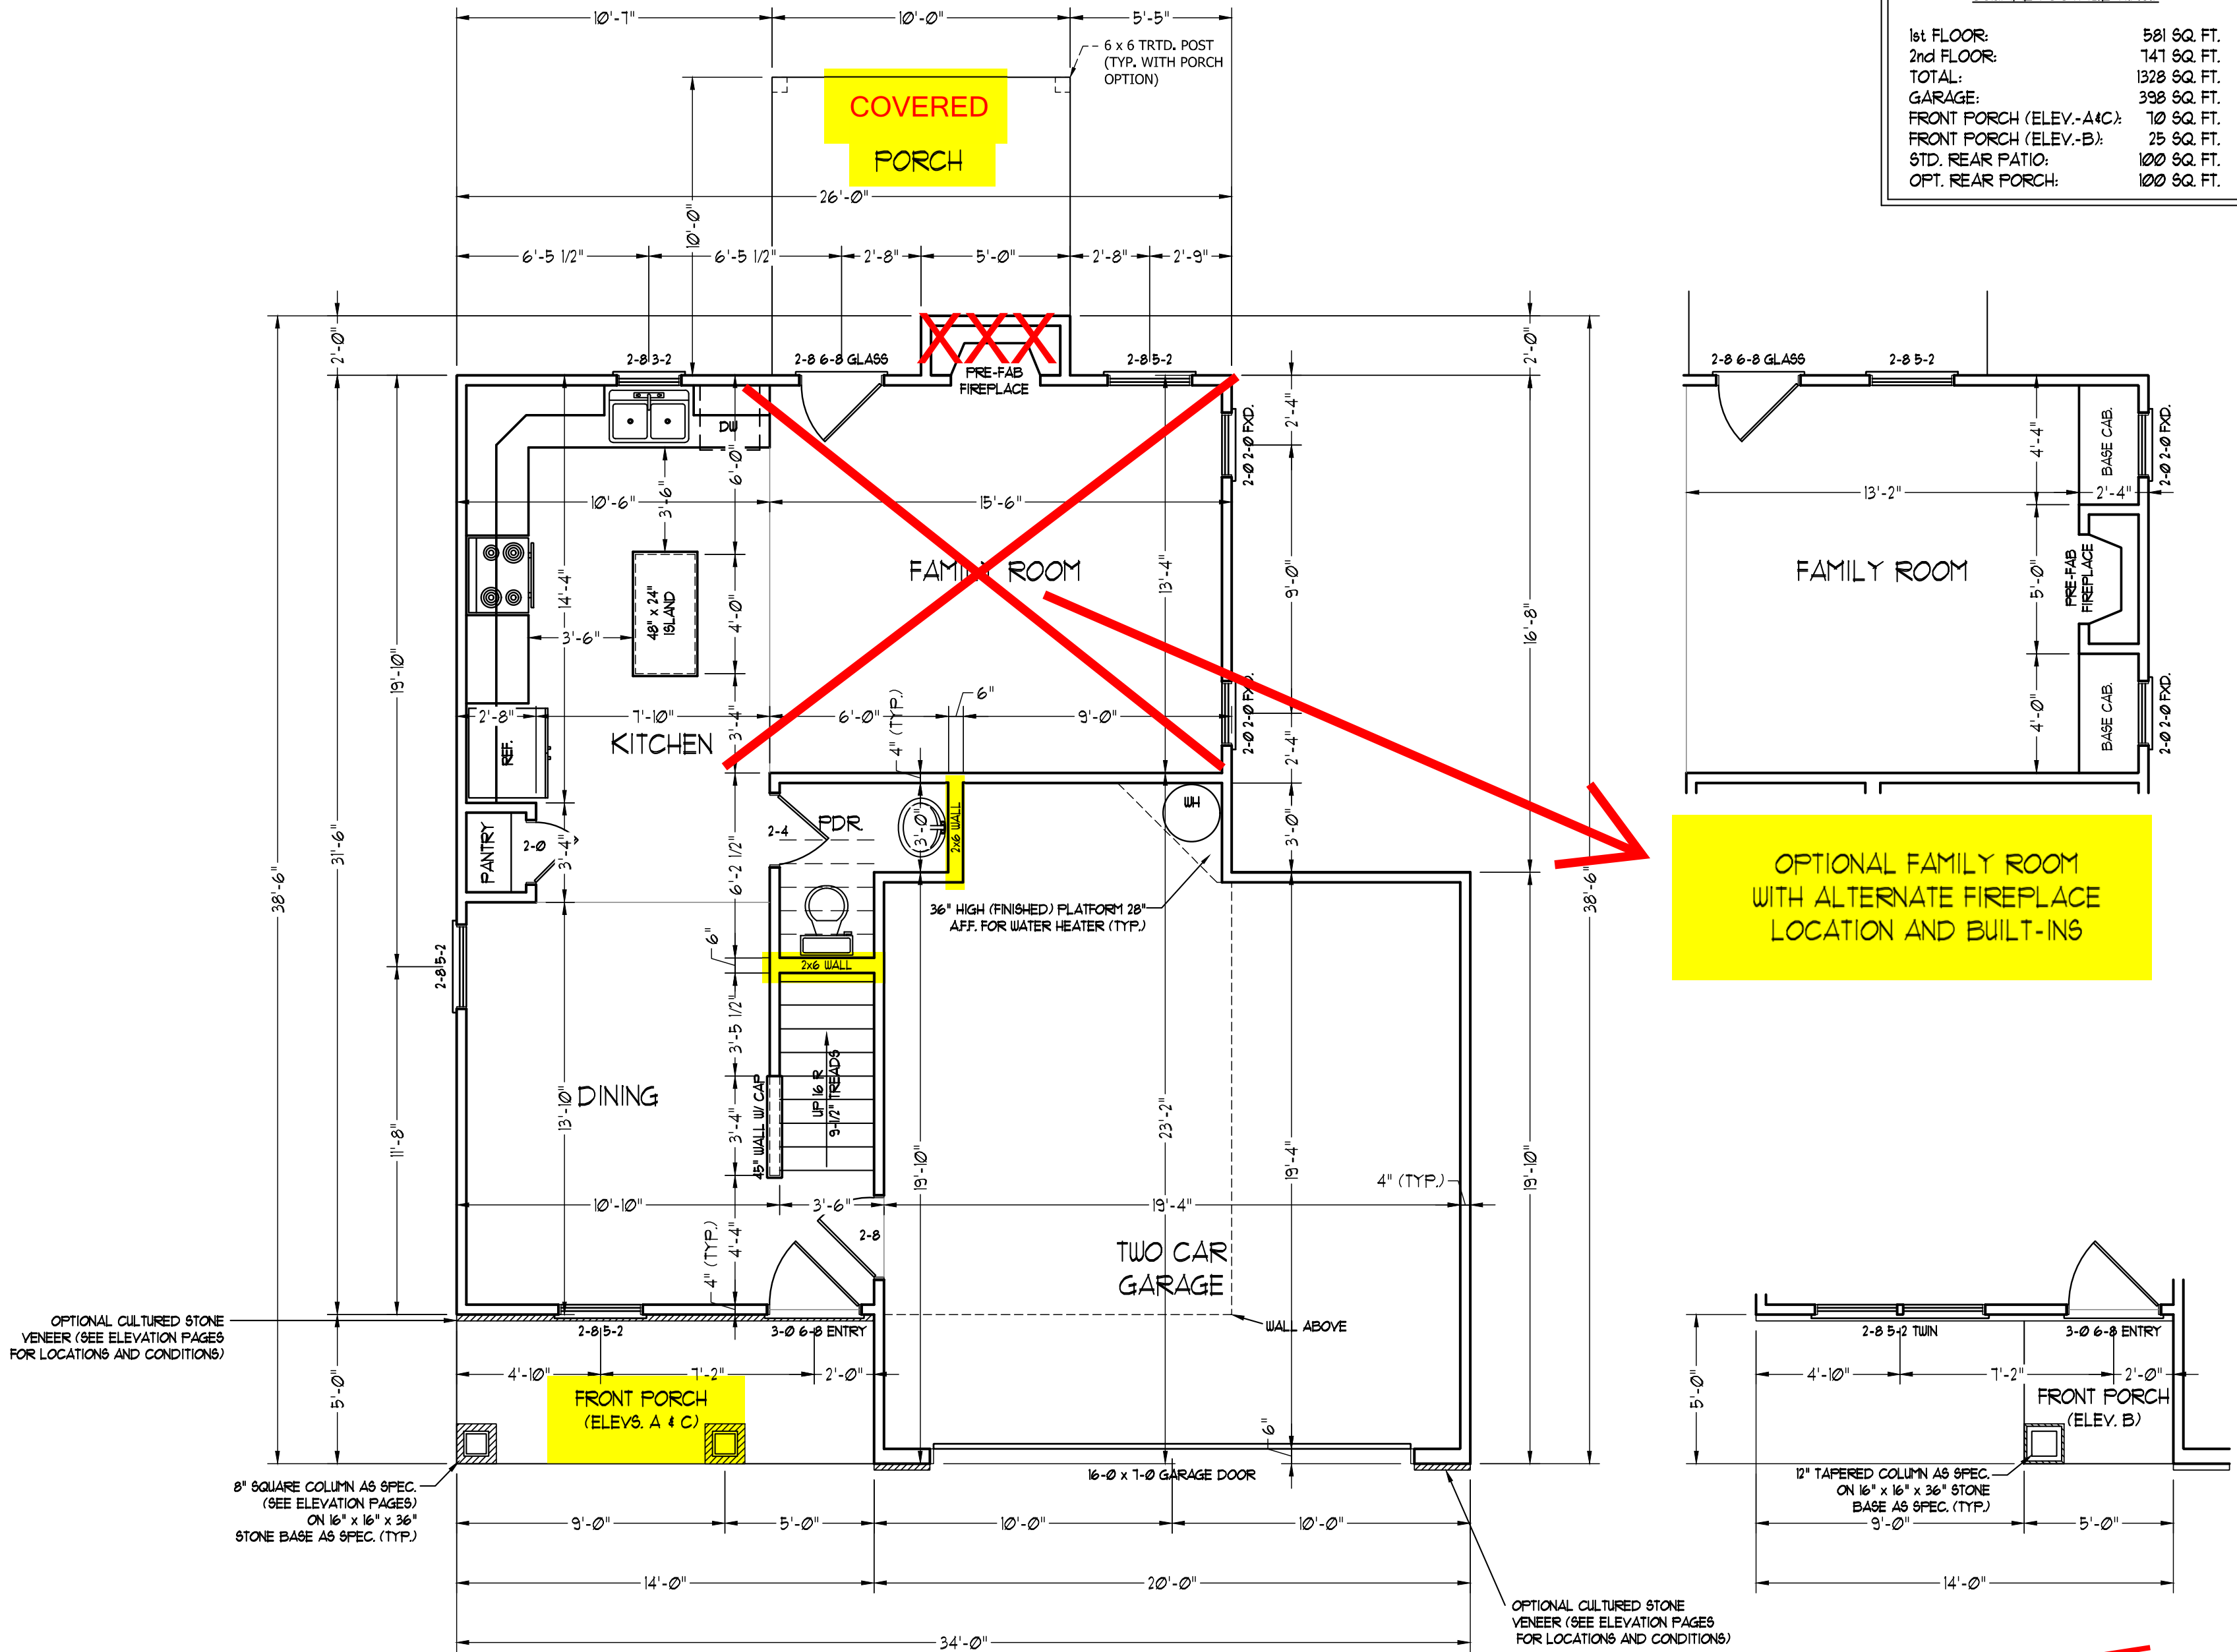 10'-7"
10'-0"
5'-5"
6 x 6 TRTD. POST
(TYP. WITH PORCH
OPTION)
1st FLOOR: 581 SQ. FT.
2nd FLOOR: 747 SQ. FT.
TOTAL: 1328 SQ. FT.
GARAGE: 398 SQ. FT.
FRONT PORCH (ELEV.-A&C): 70 SQ. FT.
FRONT PORCH (ELEV.-B): 25 SQ. FT.
STD. REAR PATIO: 100 SQ. FT.
OPT. REAR PORCH: 100 SQ. FT.
COVERED
PORCH
26'-0"
10'-0"
6'-5 1/2"
6'-5 1/2"
2'-8"
5'-0"
2'-8"
2'-9"
2'-0"
2'-0"
2-8 3-2
2-8 6-8 GLASS
PRE-FAB
FIREPLACE
2-8 5-2
2-8 6-8 GLASS
2-8 5-2
DW
6'-0"
2'-4"
2-0 2-0 FXD.
4'-4"
BASE CAB.
2-0 2-0 FXD.
10'-6"
3'-6"
15'-6"
13'-2"
2'-4"
14'-4"
48" x 24"
ISLAND
4'-0"
FAMILY ROOM
13'-4"
9'-0"
16'-8"
FAMILY ROOM
5'-0"
PRE-FAB
FIREPLACE
3'-6"
19'-10"
2'-8"
7'-10"
3'-4"
6'-0"
4" (TYP.)
6"
9'-0"
2-0 2-0 FXD.
2'-4"
4'-0"
BASE CAB.
2-0 2-0 FXD.
REF.
KITCHEN
31'-6"
38'-6"
PANTRY
2-0
3'-4"
2-4
PDR.
3'-0"
2x6 WALL
WH
3'-0"
6'-2 1/2"
38'-6"
OPTIONAL FAMILY ROOM
WITH ALTERNATE FIREPLACE
LOCATION AND BUILT-INS
36" HIGH (FINISHED) PLATFORM 28"
A.F.F. FOR WATER HEATER (TYP.)
2-8 5-2
6"
2x6 WALL
3'-5 1/2"
DINING
13'-10"
11'-8"
45" WALL W/ CAP
3'-4"
UP 16 R
9-1/2" TREADS
23'-2"
19'-10"
19'-4"
19'-10"
4" (TYP.)
10'-10"
3'-6"
19'-4"
4" (TYP.)
4'-4"
2-8
TWO CAR
GARAGE
OPTIONAL CULTURED STONE
VENEER (SEE ELEVATION PAGES
FOR LOCATIONS AND CONDITIONS)
2-8 5-2
3-0 6-8 ENTRY
WALL ABOVE
2-8 5-2 TWIN
3-0 6-8 ENTRY
5'-0"
4'-10"
7'-2"
2'-0"
FRONT PORCH
(ELEVS. A & C)
5'-0"
4'-10"
7'-2"
2'-0"
FRONT PORCH
(ELEV. B)
6"
16-0 x 7-0 GARAGE DOOR
8" SQUARE COLUMN AS SPEC.
(SEE ELEVATION PAGES)
ON 16" x 16" x 36"
STONE BASE AS SPEC. (TYP.)
12" TAPERED COLUMN AS SPEC.
ON 16" x 16" x 36" STONE
BASE AS SPEC. (TYP.)
9'-0"
5'-0"
10'-0"
10'-0"
9'-0"
5'-0"
14'-0"
20'-0"
14'-0"
OPTIONAL CULTURED STONE
VENEER (SEE ELEVATION PAGES
FOR LOCATIONS AND CONDITIONS)
34'-0"